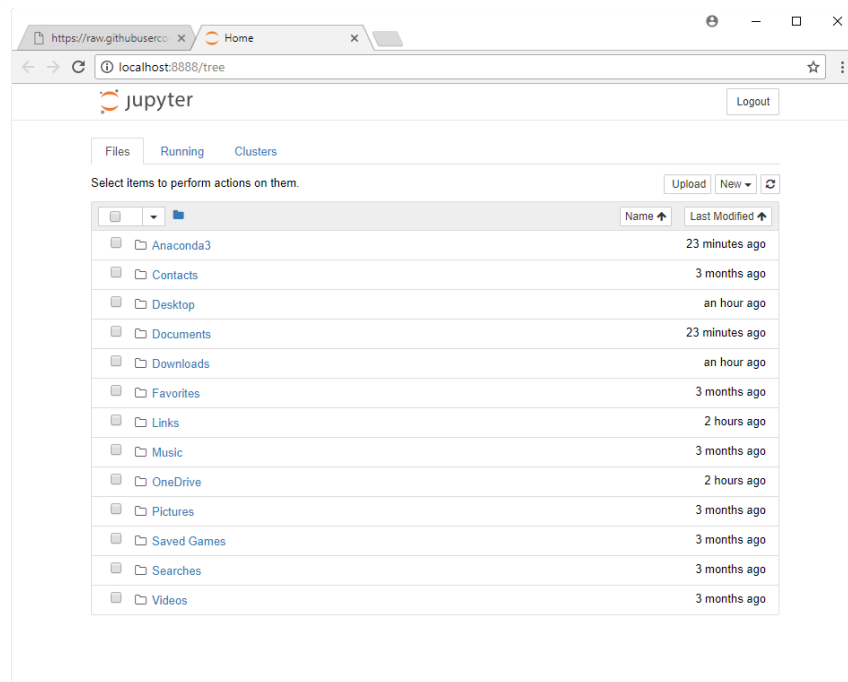 https://raw.githubuserco
Home
localhost:8888/tree
jupyter
Logout
Files Running Clusters
Select items to perform actions on them.
Upload New
Name Last Modified
Anaconda3 23 minutes ago
Contacts 3 months ago
Desktop an hour ago
Documents 23 minutes ago
Downloads an hour ago
Favorites 3 months ago
Links 2 hours ago
Music 3 months ago
OneDrive 2 hours ago
Pictures 3 months ago
Saved Games 3 months ago
Searches 3 months ago
Videos 3 months ago